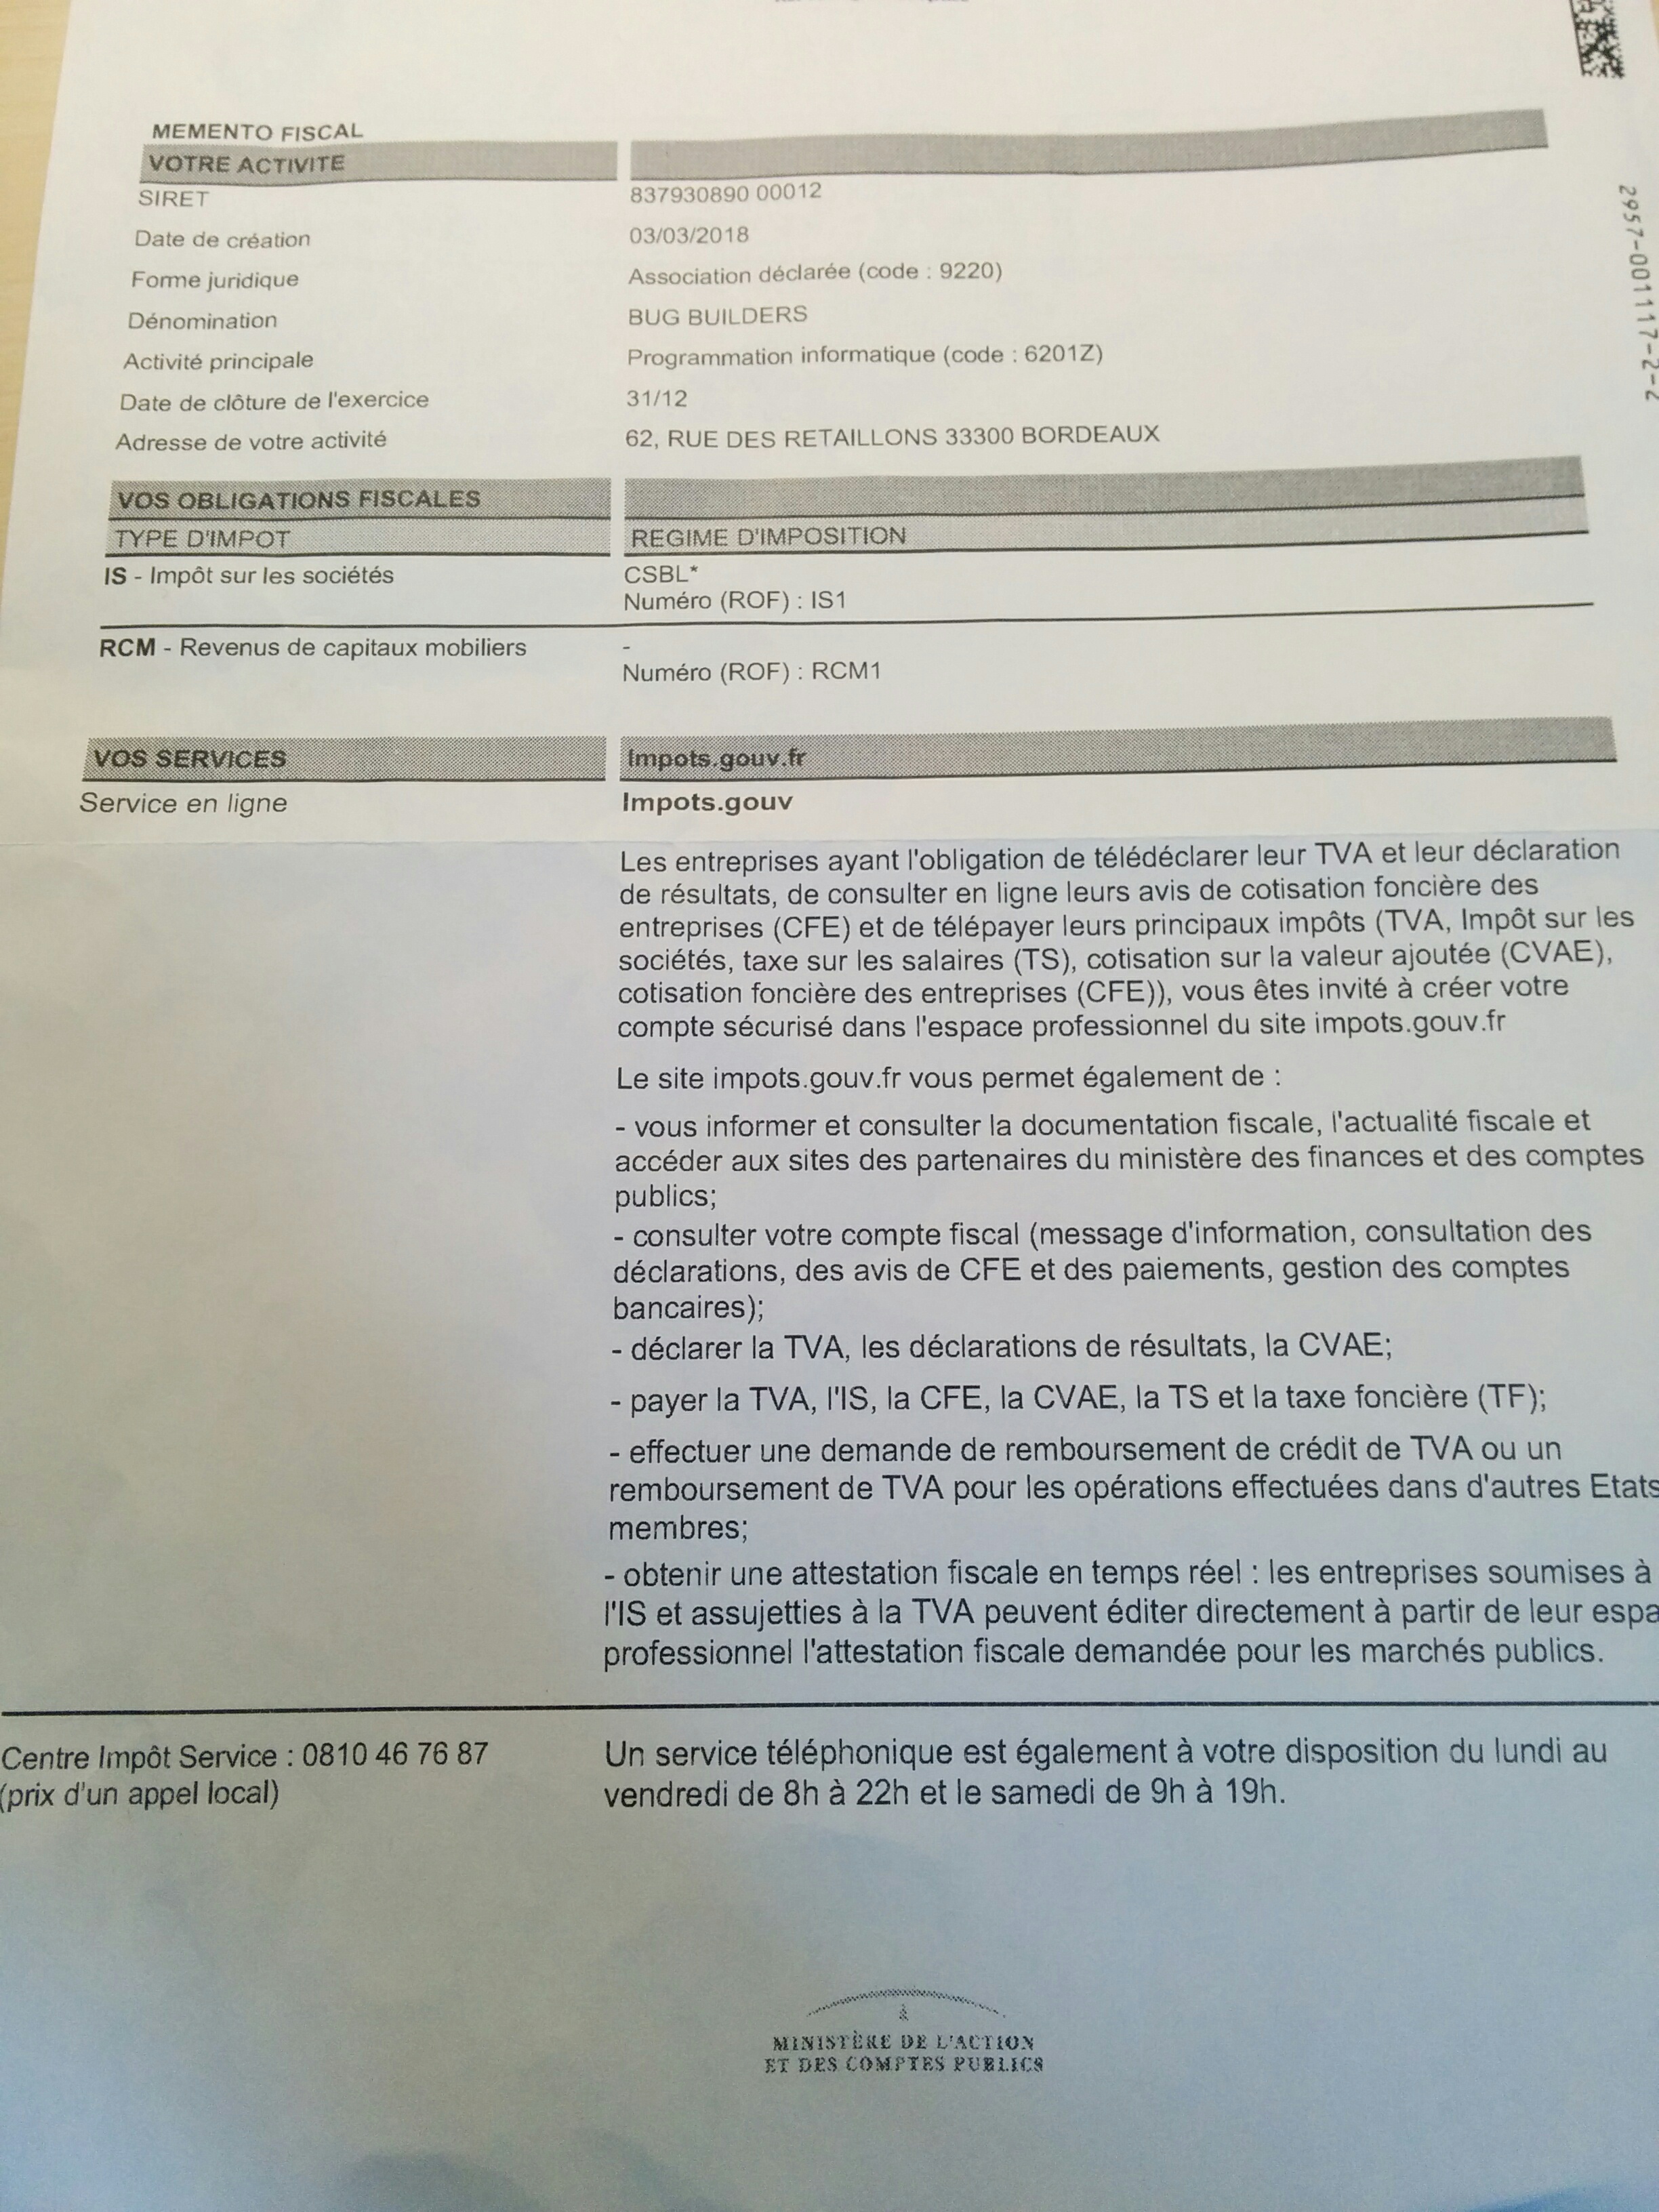 MEMENTO FISCAL
VOTRE ACTIVITE
SIRET 837930890 00012
Date de création 03/03/2018
Forme juridique Association déclarée (code : 9220)
Dénomination BUG BUILDERS
Activité principale Programmation informatique (code : 6201Z)
Date de clôture de l'exercice 31/12
Adresse de votre activité 62, RUE DES RETAILLONS 33300 BORDEAUX
VOS OBLIGATIONS FISCALES
TYPE D'IMPOT REGIME D'IMPOSITION
IS - Impôt sur les sociétés CSBL*
Numéro (ROF) : IS1
RCM - Revenus de capitaux mobiliers -
Numéro (ROF) : RCM1
VOS SERVICES Impots.gouv.fr
Service en ligne Impots.gouv
Les entreprises ayant l'obligation de télédéclarer leur TVA et leur déclaration
de résultats, de consulter en ligne leurs avis de cotisation foncière des
entreprises (CFE) et de télépayer leurs principaux impôts (TVA, Impôt sur les
sociétés, taxe sur les salaires (TS), cotisation sur la valeur ajoutée (CVAE),
cotisation foncière des entreprises (CFE)), vous êtes invité à créer votre
compte sécurisé dans l'espace professionnel du site impots.gouv.fr
Le site impots.gouv.fr vous permet également de :
- vous informer et consulter la documentation fiscale, l'actualité fiscale et
accéder aux sites des partenaires du ministère des finances et des comptes
publics;
- consulter votre compte fiscal (message d'information, consultation des
déclarations, des avis de CFE et des paiements, gestion des comptes
bancaires);
- déclarer la TVA, les déclarations de résultats, la CVAE;
- payer la TVA, l'IS, la CFE, la CVAE, la TS et la taxe foncière (TF);
- effectuer une demande de remboursement de crédit de TVA ou un
remboursement de TVA pour les opérations effectuées dans d'autres Etats
membres;
- obtenir une attestation fiscale en temps réel : les entreprises soumises à
l'IS et assujetties à la TVA peuvent éditer directement à partir de leur espa
professionnel l'attestation fiscale demandée pour les marchés publics.
Centre Impôt Service : 0810 46 76 87 Un service téléphonique est également à votre disposition du lundi au
(prix d'un appel local) vendredi de 8h à 22h et le samedi de 9h à 19h.
MINISTÈRE DE L'ACTION
ET DES COMPTES PUBLICS
2957-001117-2-2